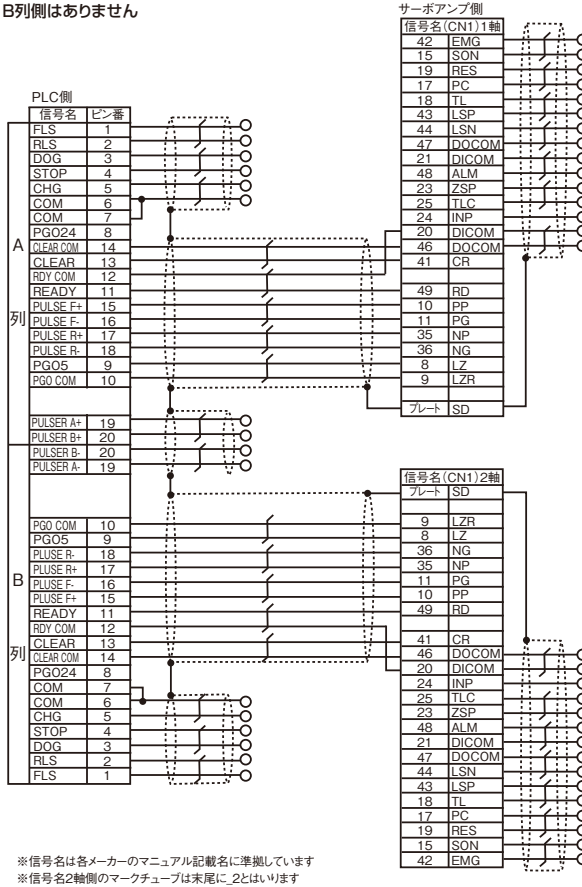 B列側はありません
サーボアンプ側
信号名(CN1)1軸
42 EMG
15 SON
19 RES
17 PC
18 TL
43 LSP
44 LSN
47 DOCOM
21 DICOM
48 ALM
23 ZSP
25 TLC
24 INP
20 DICOM
46 DOCOM
41 CR
49 RD
10 PP
11 PG
35 NP
36 NG
8 LZ
9 LZR
プレート SD
PLC側
信号名 ピン番
A列
FLS 1
RLS 2
DOG 3
STOP 4
CHG 5
COM 6
COM 7
PGO24 8
CLEAR COM 14
CLEAR 13
RDY COM 12
READY 11
PULSE F+ 15
PULSE F- 16
PULSE R+ 17
PULSE R- 18
PGO5 9
PGO COM 10
PULSER A+ 19
PULSER B+ 20
B列
PULSER B- 20
PULSER A- 19
PGO COM 10
PGO5 9
PLUSE R- 18
PLUSE R+ 17
PLUSE F- 16
PLUSE F+ 15
READY 11
RDY COM 12
CLEAR 13
CLEAR COM 14
PGO24 8
COM 7
COM 6
CHG 5
STOP 4
DOG 3
RLS 2
FLS 1
信号名(CN1)2軸
プレート SD
9 LZR
8 LZ
36 NG
35 NP
11 PG
10 PP
49 RD
41 CR
46 DOCOM
20 DICOM
24 INP
25 TLC
23 ZSP
48 ALM
21 DICOM
47 DOCOM
44 LSN
43 LSP
18 TL
17 PC
19 RES
15 SON
42 EMG
※信号名は各メーカーのマニュアル記載名に準拠しています
※信号名2軸側のマークチューブは末尾に_2とはいります